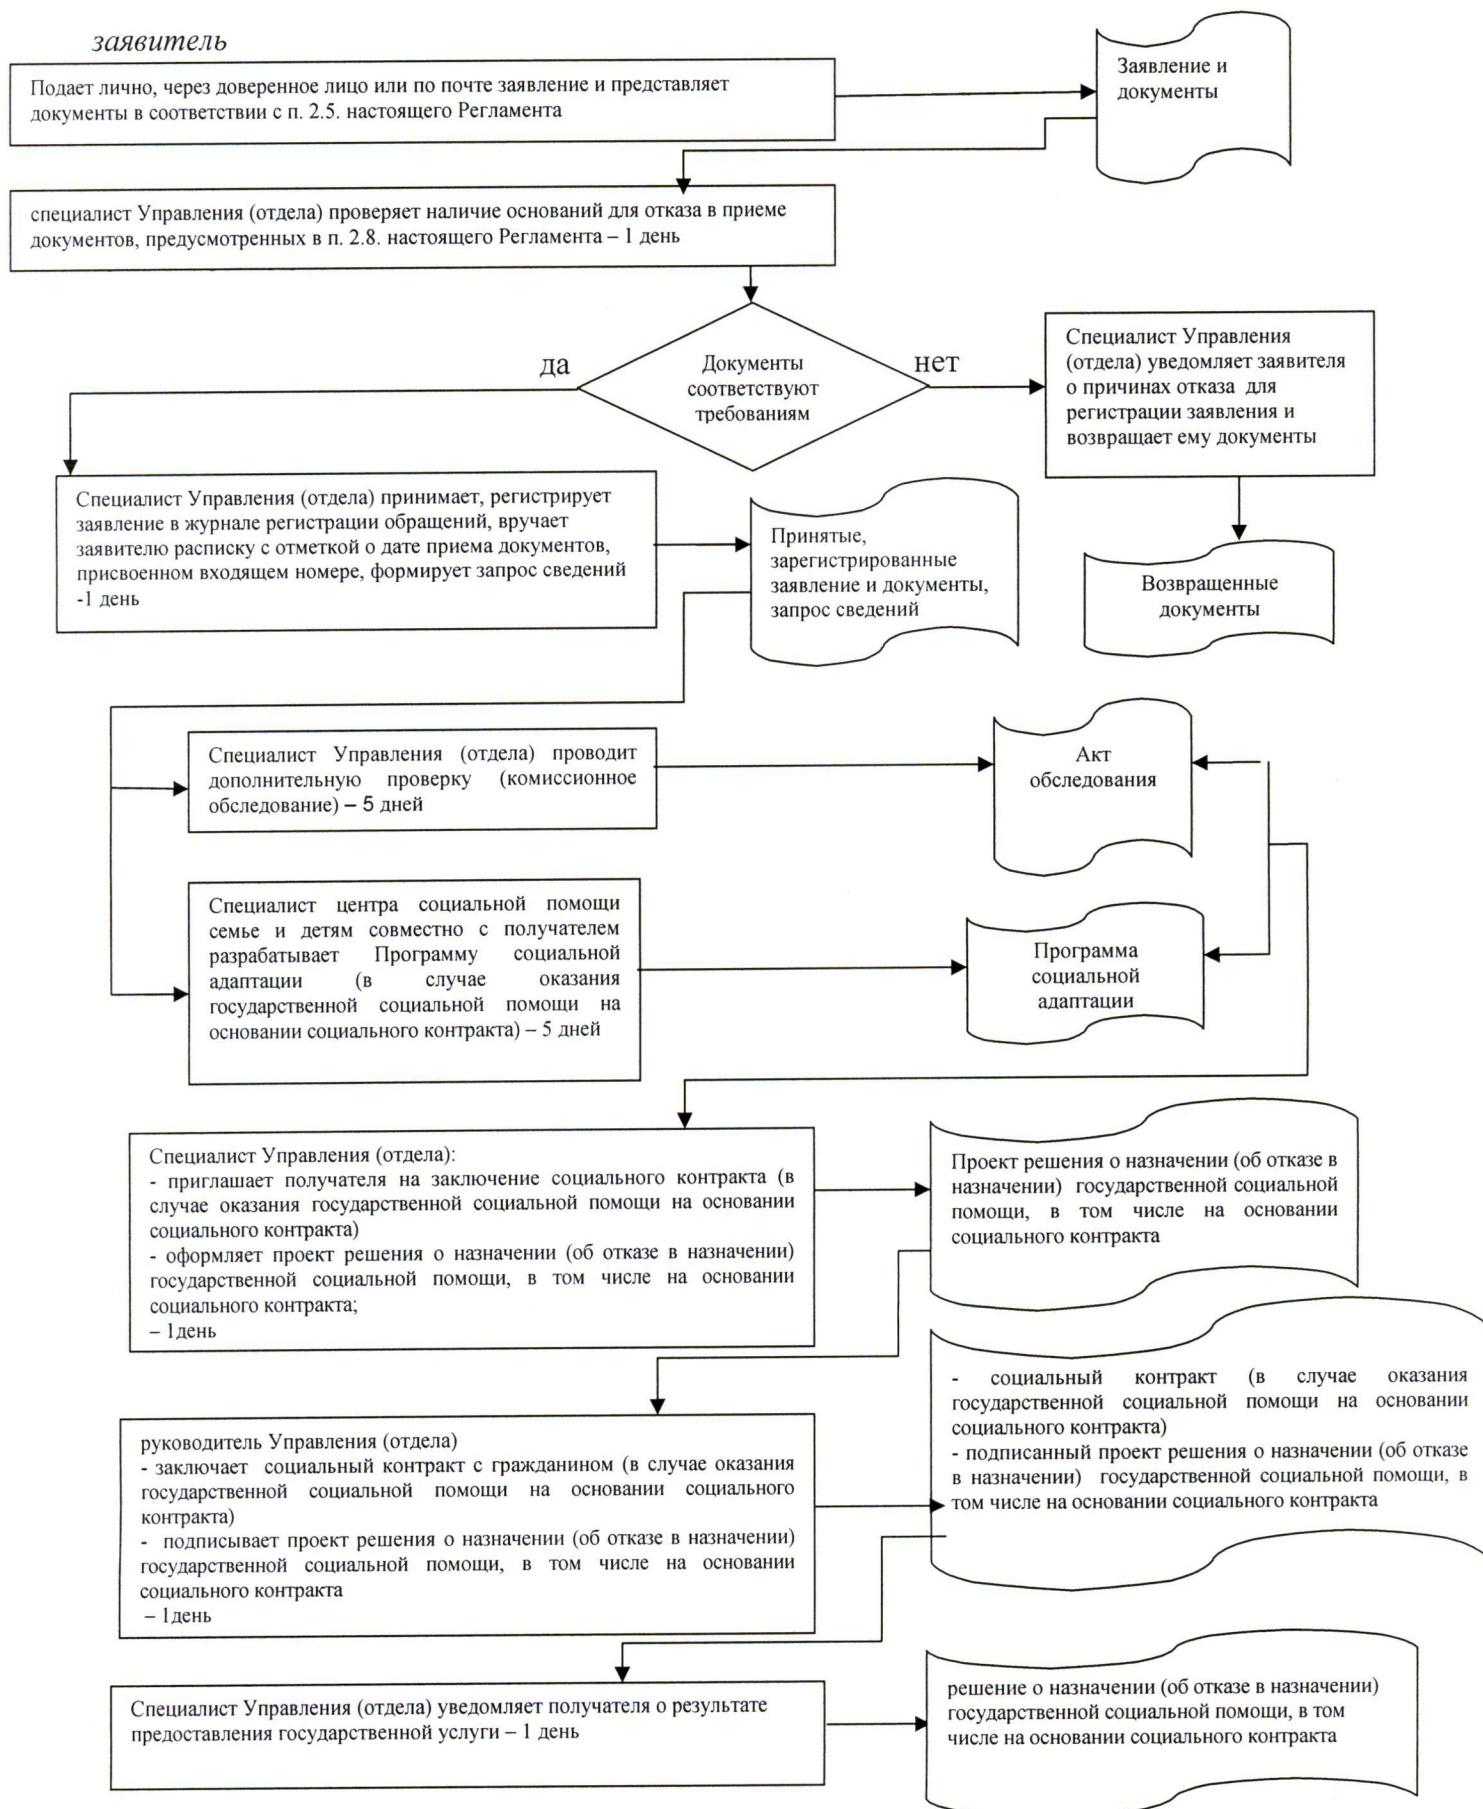 заявитель
Подает лично, через доверенное лицо или по почте заявление и представляет
документы в соответствии с п. 2.5. настоящего Регламента
Заявление и
документы
специалист Управления (отдела) проверяет наличие оснований для отказа в приеме
документов, предусмотренных в п. 2.8. настоящего Регламента – 1 день
да
Документы
соответствуют
требованиям
нет
Специалист Управления
(отдела) уведомляет заявителя
о причинах отказа для
регистрации заявления и
возвращает ему документы
Специалист Управления (отдела) принимает, регистрирует
заявление в журнале регистрации обращений, вручает
заявителю расписку с отметкой о дате приема документов,
присвоенном входящем номере, формирует запрос сведений
-1 день
Принятые,
зарегистрированные
заявление и документы,
запрос сведений
Возвращенные
документы
Специалист Управления (отдела) проводит
дополнительную проверку (комиссионное
обследование) – 5 дней
Акт
обследования
Специалист центра социальной помощи
семье и детям совместно с получателем
разрабатывает Программу социальной
адаптации (в случае оказания
государственной социальной помощи на
основании социального контракта) – 5 дней
Программа
социальной
адаптации
Специалист Управления (отдела):
- приглашает получателя на заключение социального контракта (в
случае оказания государственной социальной помощи на основании
социального контракта)
- оформляет проект решения о назначении (об отказе в назначении)
государственной социальной помощи, в том числе на основании
социального контракта;
– 1день
Проект решения о назначении (об отказе в
назначении) государственной социальной
помощи, в том числе на основании
социального контракта
- социальный контракт (в случае оказания
государственной социальной помощи на основании
социального контракта)
- подписанный проект решения о назначении (об отказе
в назначении) государственной социальной помощи, в
том числе на основании социального контракта
руководитель Управления (отдела)
- заключает социальный контракт с гражданином (в случае оказания
государственной социальной помощи на основании социального
контракта)
- подписывает проект решения о назначении (об отказе в назначении)
государственной социальной помощи, в том числе на основании
социального контракта
– 1день
Специалист Управления (отдела) уведомляет получателя о результате
предоставления государственной услуги – 1 день
решение о назначении (об отказе в назначении)
государственной социальной помощи, в том
числе на основании социального контракта